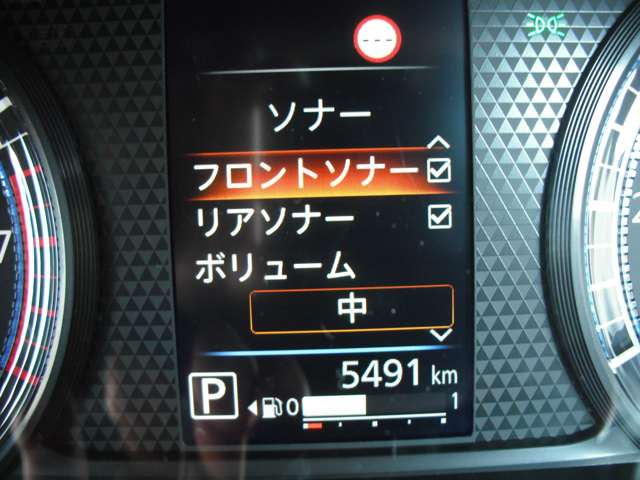 ---
ソナー
フロントソナー
リアソナー
ボリューム
中
5491 km
P 0 1
7